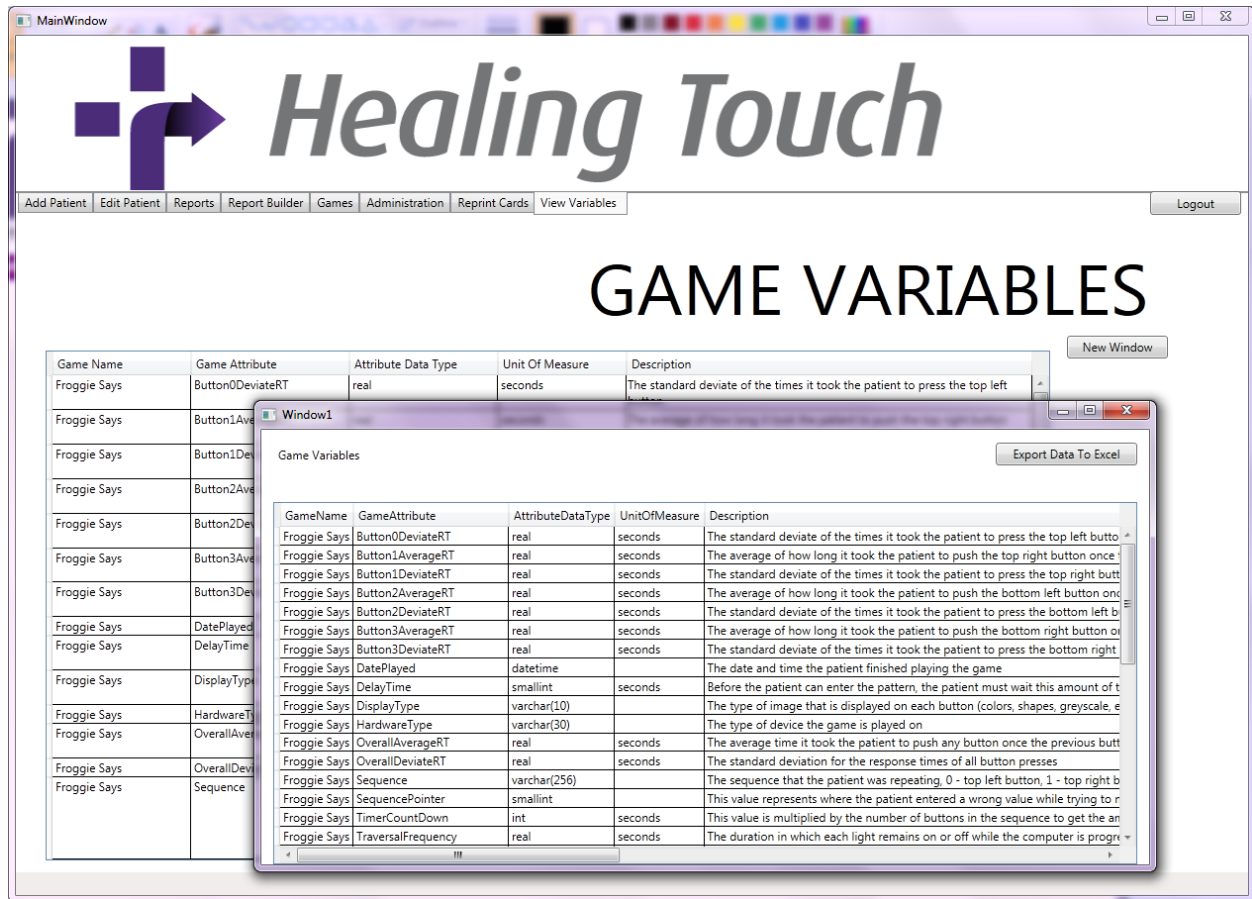 MainWindow
Healing Touch
Add Patient Edit Patient Reports Report Builder Games Administration Reprint Cards View Variables Logout
GAME VARIABLES
New Window
Game Name Game Attribute Attribute Data Type Unit Of Measure Description
Froggie Says Button0DeviateRT real seconds The standard deviate of the times it took the patient to press the top left
Froggie Says Button1Ave
Froggie Says Button1Dev
Froggie Says Button2Ave
Froggie Says Button2Dev
Froggie Says Button3Ave
Froggie Says Button3Dev
Froggie Says DatePlayed
Froggie Says DelayTime
Froggie Says DisplayType
Froggie Says HardwareTy
Froggie Says OverallAver
Froggie Says OverallDevi
Froggie Says Sequence
Window1
Game Variables Export Data To Excel
GameName GameAttribute AttributeDataType UnitOfMeasure Description
Froggie Says Button0DeviateRT real seconds The standard deviate of the times it took the patient to press the top left butto
Froggie Says Button1AverageRT real seconds The average of how long it took the patient to push the top right button once
Froggie Says Button1DeviateRT real seconds The standard deviate of the times it took the patient to press the top right butt
Froggie Says Button2AverageRT real seconds The average of how long it took the patient to push the bottom left button onc
Froggie Says Button2DeviateRT real seconds The standard deviate of the times it took the patient to press the bottom left b
Froggie Says Button3AverageRT real seconds The average of how long it took the patient to push the bottom right button o
Froggie Says Button3DeviateRT real seconds The standard deviate of the times it took the patient to press the bottom right
Froggie Says DatePlayed datetime The date and time the patient finished playing the game
Froggie Says DelayTime smallint seconds Before the patient can enter the pattern, the patient must wait this amount of t
Froggie Says DisplayType varchar(10) The type of image that is displayed on each button (colors, shapes, greyscale, e
Froggie Says HardwareType varchar(30) The type of device the game is played on
Froggie Says OverallAverageRT real seconds The average time it took the patient to push any button once the previous butt
Froggie Says OverallDeviateRT real seconds The standard deviation for the response times of all button presses
Froggie Says Sequence varchar(256) The sequence that the patient was repeating, 0 - top left button, 1 - top right b
Froggie Says SequencePointer smallint This value represents where the patient entered a wrong value while trying to r
Froggie Says TimerCountDown int seconds This value is multiplied by the number of buttons in the sequence to get the an
Froggie Says TraversalFrequency real seconds The duration in which each light remains on or off while the computer is progre